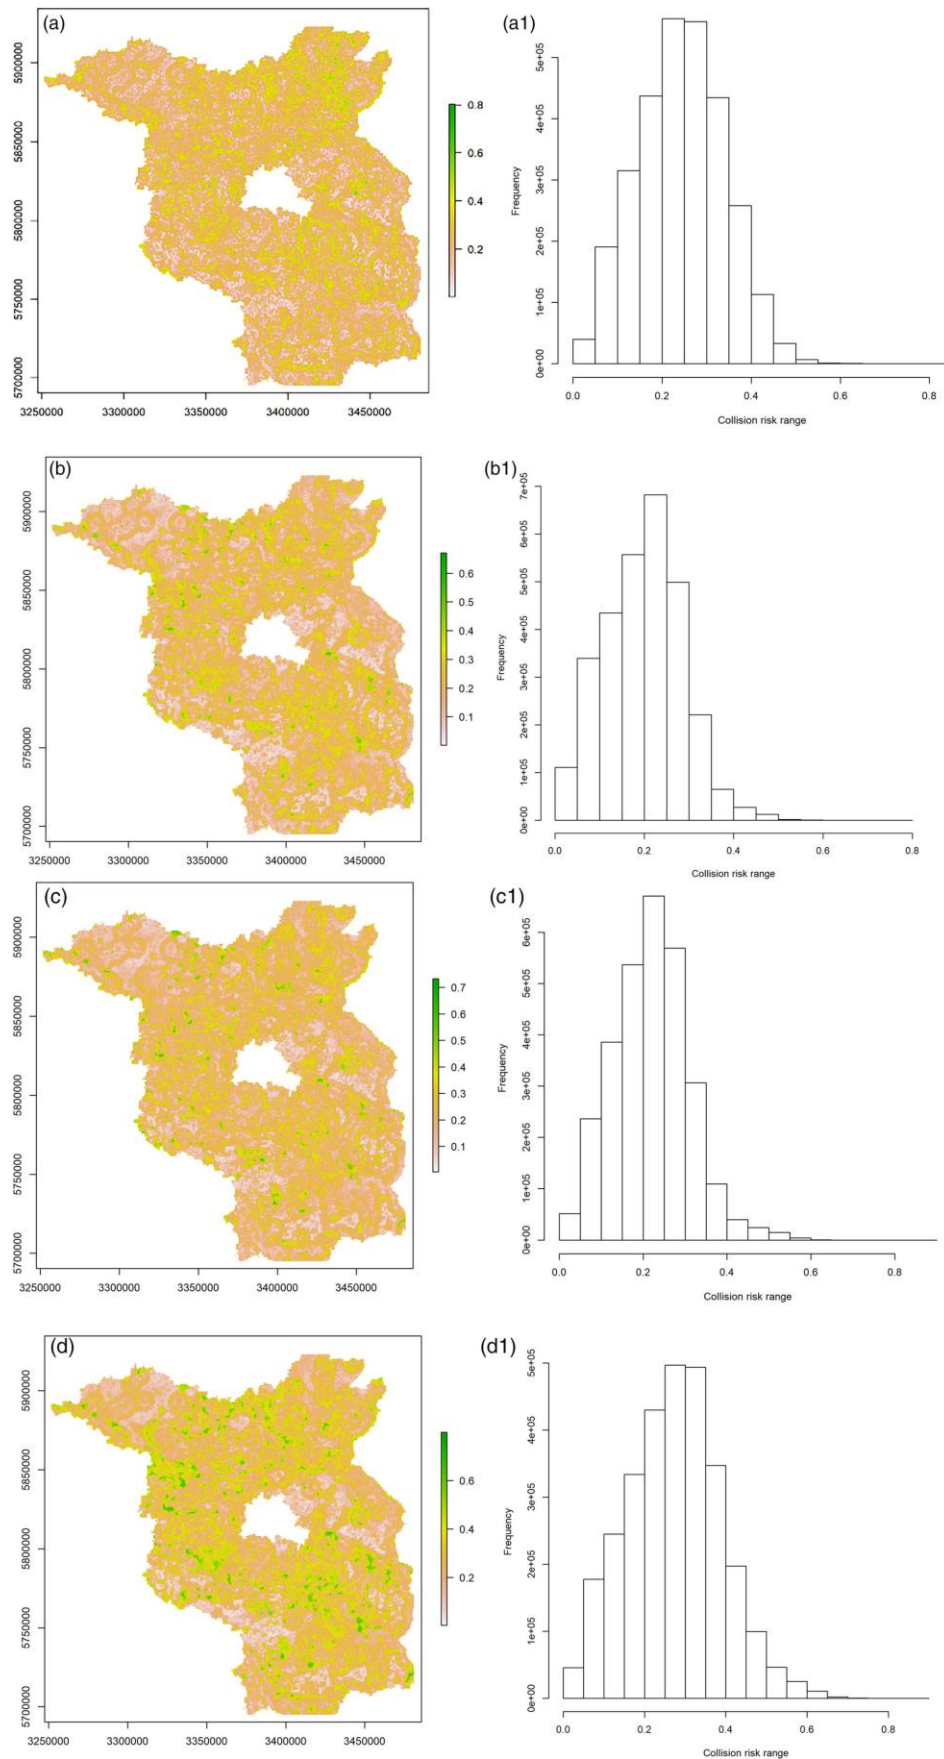 (a)
5900000
5850000
5800000
5750000
5700000
3250000 3300000 3350000 3400000 3450000
0.8
0.6
0.4
0.2
(a1)
Frequency
5e+05
4e+05
3e+05
2e+05
1e+05
0e+00
0.0 0.2 0.4 0.6 0.8
Collision risk range
(b)
5900000
5850000
5800000
5750000
5700000
3250000 3300000 3350000 3400000 3450000
0.6
0.5
0.4
0.3
0.2
0.1
(b1)
Frequency
7e+05
6e+05
5e+05
4e+05
3e+05
2e+05
1e+05
0e+00
0.0 0.2 0.4 0.6 0.8
Collision risk range
(c)
5900000
5850000
5800000
5750000
5700000
3250000 3300000 3350000 3400000 3450000
0.7
0.6
0.5
0.4
0.3
0.2
0.1
(c1)
Frequency
6e+05
5e+05
4e+05
3e+05
2e+05
1e+05
0e+00
0.0 0.2 0.4 0.6 0.8
Collision risk range
(d)
5900000
5850000
5800000
5750000
5700000
3250000 3300000 3350000 3400000 3450000
0.6
0.4
0.2
(d1)
Frequency
5e+05
4e+05
3e+05
2e+05
1e+05
0e+00
0.0 0.2 0.4 0.6 0.8
Collision risk range